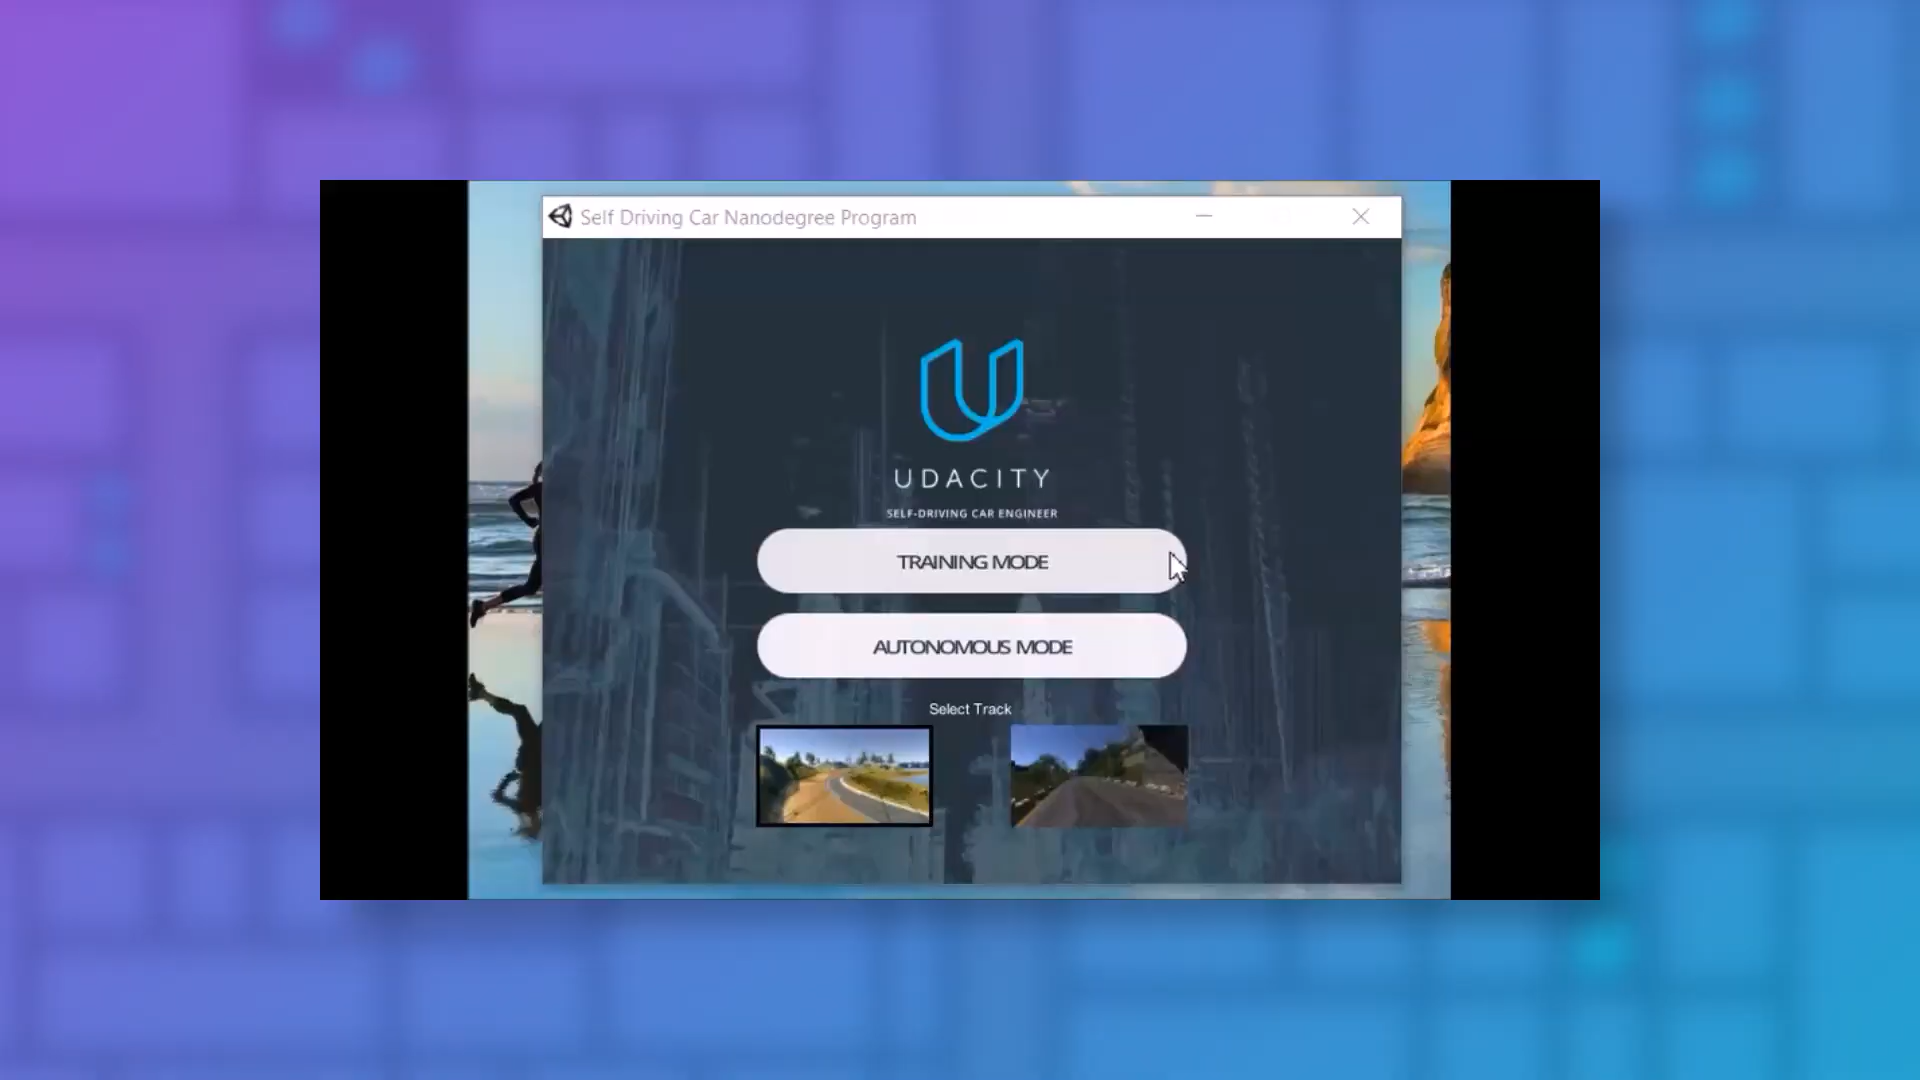 Self Driving Car Nanodegree Program
UDACITY
SELF-DRIVING CAR ENGINEER
TRAINING MODE
AUTONOMOUS MODE
Select Track